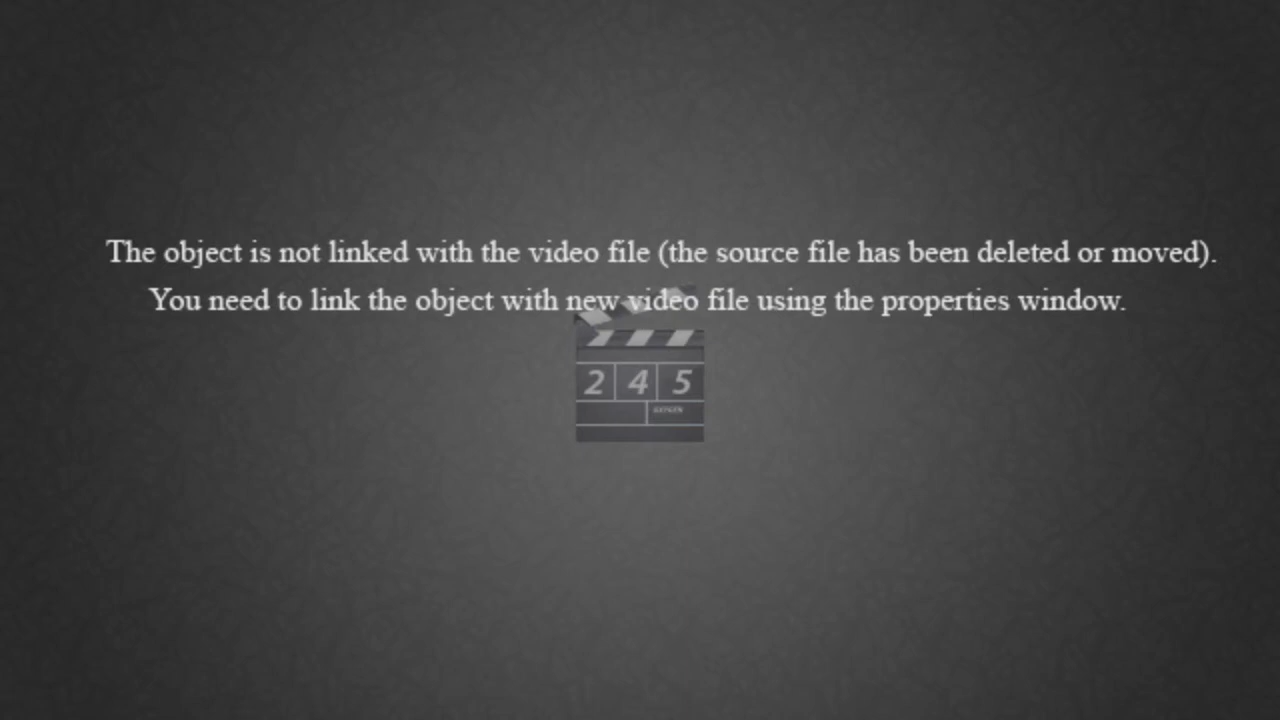 The object is not linked with the video file (the source file has been deleted or moved).
You need to link the object with new video file using the properties window.
2 4 5
OXYGEN